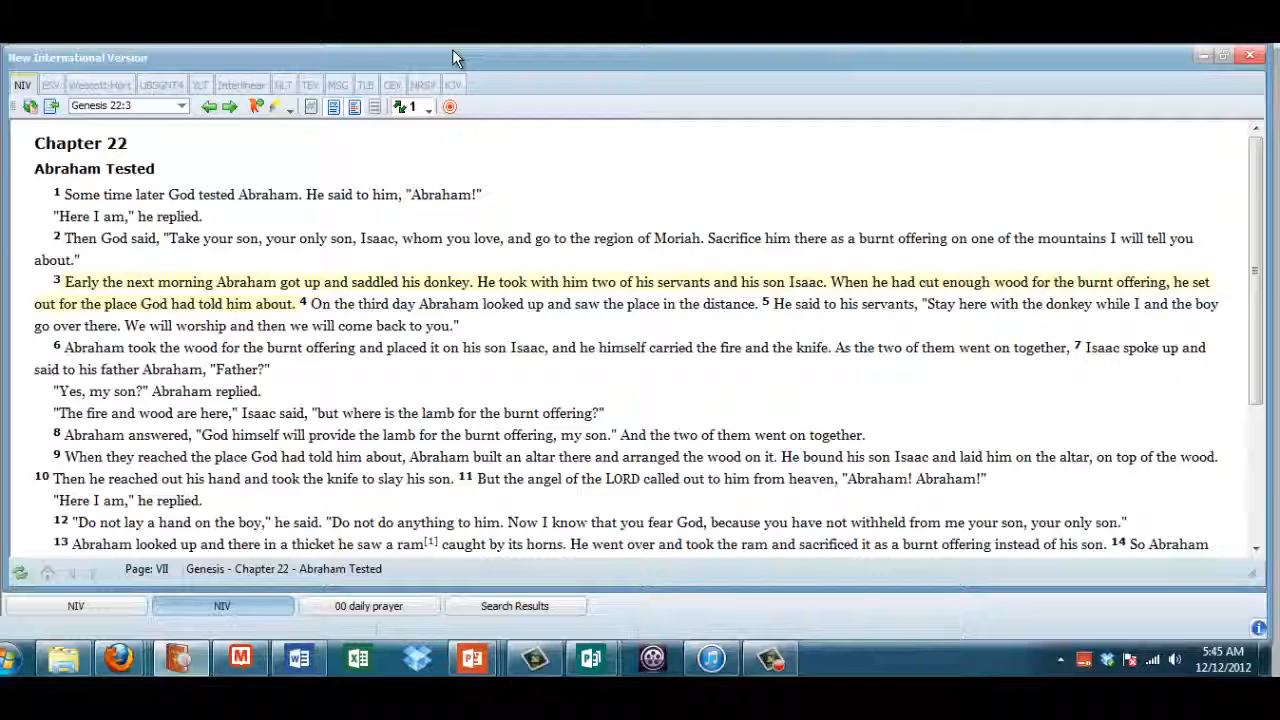 New International Version
NIV ESV Wescott-Hort UBSGNT4 YLT Interlinear NLT TEV MSG TLB CEV NRSV KJV
Genesis 22:3 1
Chapter 22
Abraham Tested
1 Some time later God tested Abraham. He said to him, "Abraham!"
"Here I am," he replied.
2 Then God said, "Take your son, your only son, Isaac, whom you love, and go to the region of Moriah. Sacrifice him there as a burnt offering on one of the mountains I will tell you
about."
3 Early the next morning Abraham got up and saddled his donkey. He took with him two of his servants and his son Isaac. When he had cut enough wood for the burnt offering, he set
out for the place God had told him about. 4 On the third day Abraham looked up and saw the place in the distance. 5 He said to his servants, "Stay here with the donkey while I and the boy
go over there. We will worship and then we will come back to you."
6 Abraham took the wood for the burnt offering and placed it on his son Isaac, and he himself carried the fire and the knife. As the two of them went on together, 7 Isaac spoke up and
said to his father Abraham, "Father?"
"Yes, my son?" Abraham replied.
"The fire and wood are here," Isaac said, "but where is the lamb for the burnt offering?"
8 Abraham answered, "God himself will provide the lamb for the burnt offering, my son." And the two of them went on together.
9 When they reached the place God had told him about, Abraham built an altar there and arranged the wood on it. He bound his son Isaac and laid him on the altar, on top of the wood.
10 Then he reached out his hand and took the knife to slay his son. 11 But the angel of the LORD called out to him from heaven, "Abraham! Abraham!"
"Here I am," he replied.
12 "Do not lay a hand on the boy," he said. "Do not do anything to him. Now I know that you fear God, because you have not withheld from me your son, your only son."
13 Abraham looked up and there in a thicket he saw a ram[1] caught by its horns. He went over and took the ram and sacrificed it as a burnt offering instead of his son. 14 So Abraham
Page: VII Genesis - Chapter 22 - Abraham Tested
NIV NIV 00 daily prayer Search Results
5:45 AM
12/12/2012